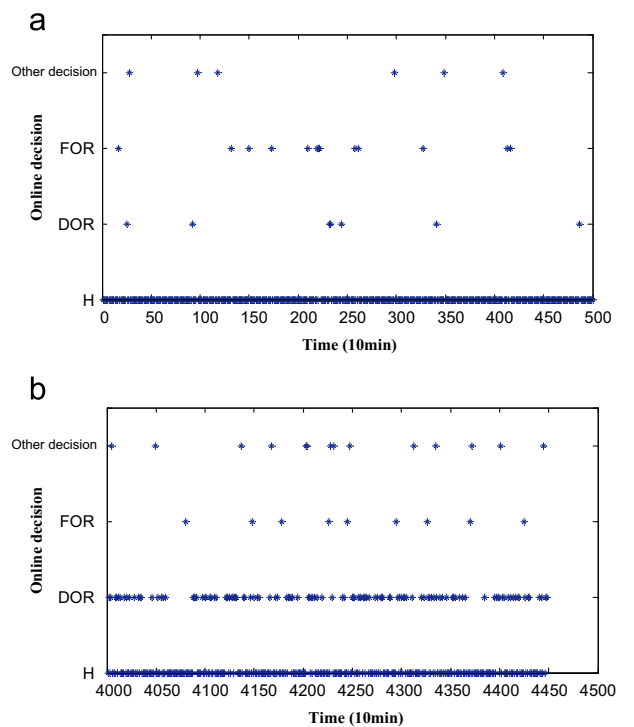 a
Other decision
FOR
DOR
H
Online decision
0 50 100 150 200 250 300 350 400 450 500
Time (10min)
b
Other decision
FOR
DOR
H
Online decision
4000 4050 4100 4150 4200 4250 4300 4350 4400 4450 4500
Time (10min)